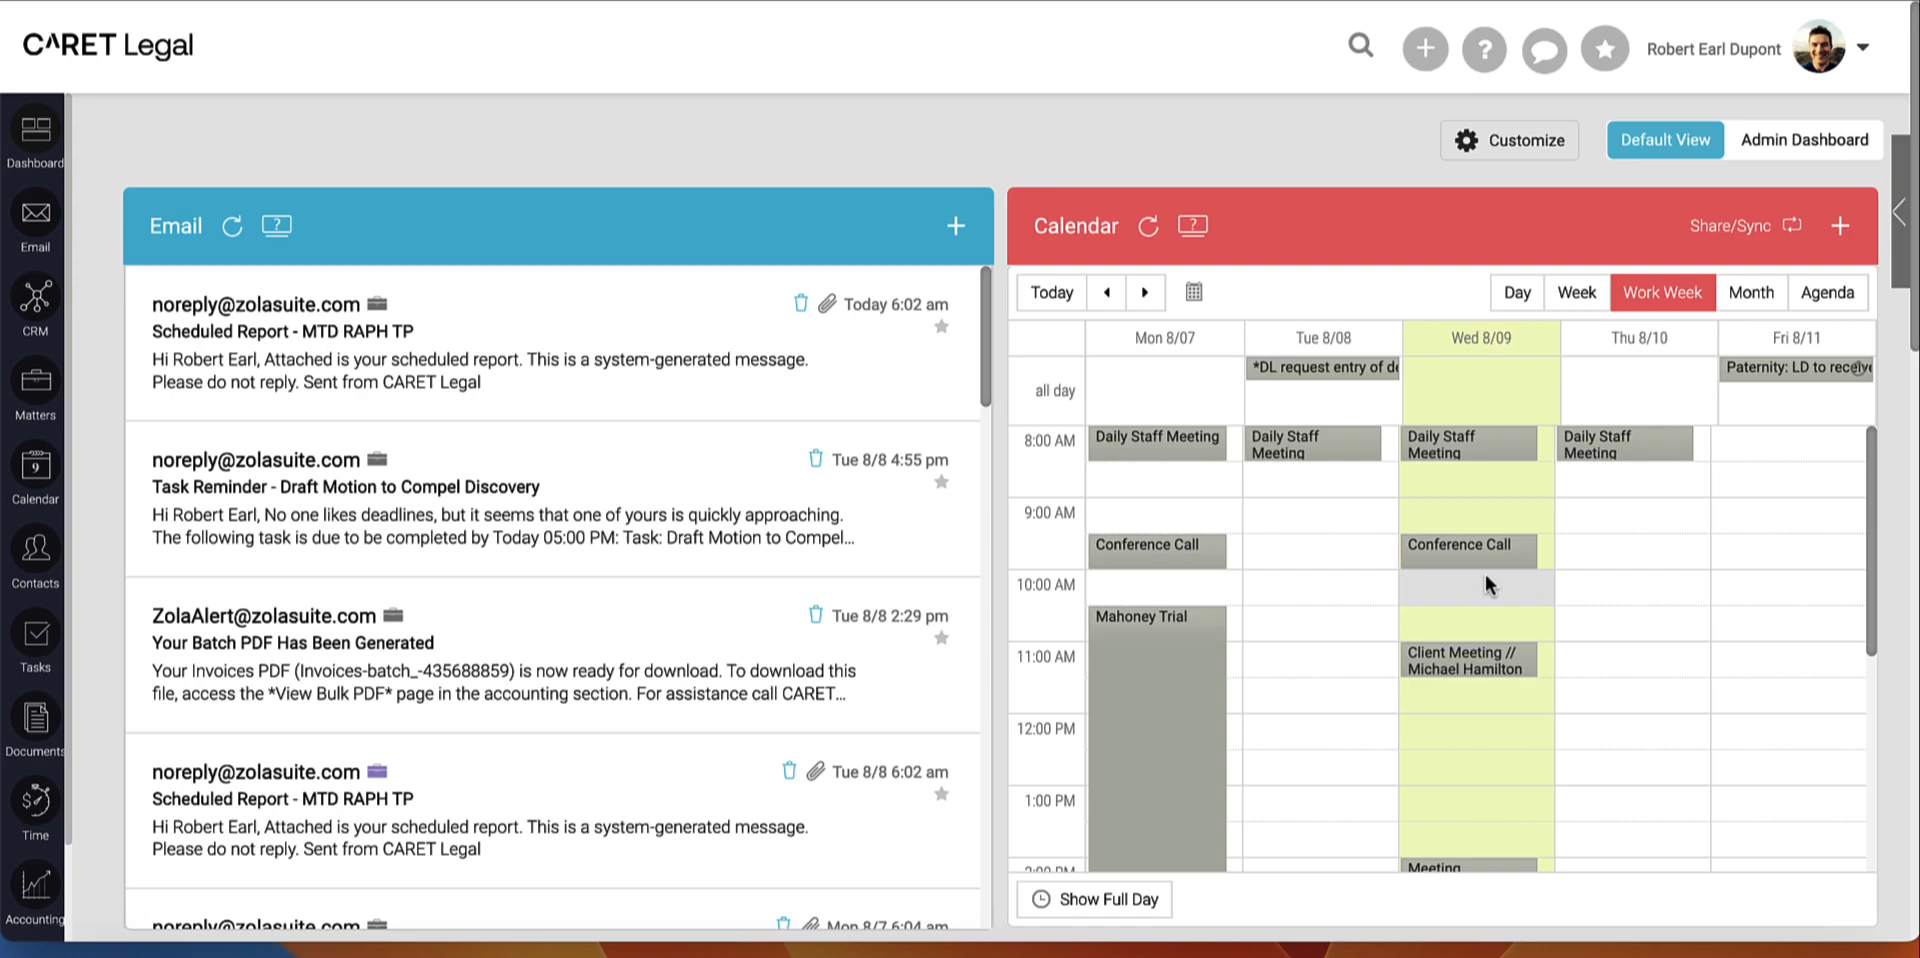 CARET Legal
Robert Earl Dupont
Customize
Default View
Admin Dashboard
Dashboard
Email
CRM
Matters
9
Calendar
Contacts
Tasks
Documents
Time
Accounting
Email
noreply@zolasuite.com
Today 6:02 am
Scheduled Report - MTD RAPH TP
Hi Robert Earl, Attached is your scheduled report. This is a system-generated message.
Please do not reply. Sent from CARET Legal
noreply@zolasuite.com
Tue 8/8 4:55 pm
Task Reminder - Draft Motion to Compel Discovery
Hi Robert Earl, No one likes deadlines, but it seems that one of yours is quickly approaching.
The following task is due to be completed by Today 05:00 PM: Task: Draft Motion to Compel...
ZolaAlert@zolasuite.com
Tue 8/8 2:29 pm
Your Batch PDF Has Been Generated
Your Invoices PDF (Invoices-batch_-435688859) is now ready for download. To download this
file, access the *View Bulk PDF* page in the accounting section. For assistance call CARET...
noreply@zolasuite.com
Tue 8/8 6:02 am
Scheduled Report - MTD RAPH TP
Hi Robert Earl, Attached is your scheduled report. This is a system-generated message.
Please do not reply. Sent from CARET Legal
noreply@zolasuite.com
Mon 8/7 6:04 am
Calendar
Share/Sync
Today
Day
Week
Work Week
Month
Agenda
Mon 8/07
Tue 8/08
Wed 8/09
Thu 8/10
Fri 8/11
all day
*DL request entry of de
Paternity: LD to receive
8:00 AM
Daily Staff Meeting
Daily Staff
Meeting
Daily Staff
Meeting
Daily Staff
Meeting
9:00 AM
Conference Call
Conference Call
10:00 AM
Mahoney Trial
11:00 AM
Client Meeting //
Michael Hamilton
12:00 PM
1:00 PM
2:00 PM
Meeting
Show Full Day